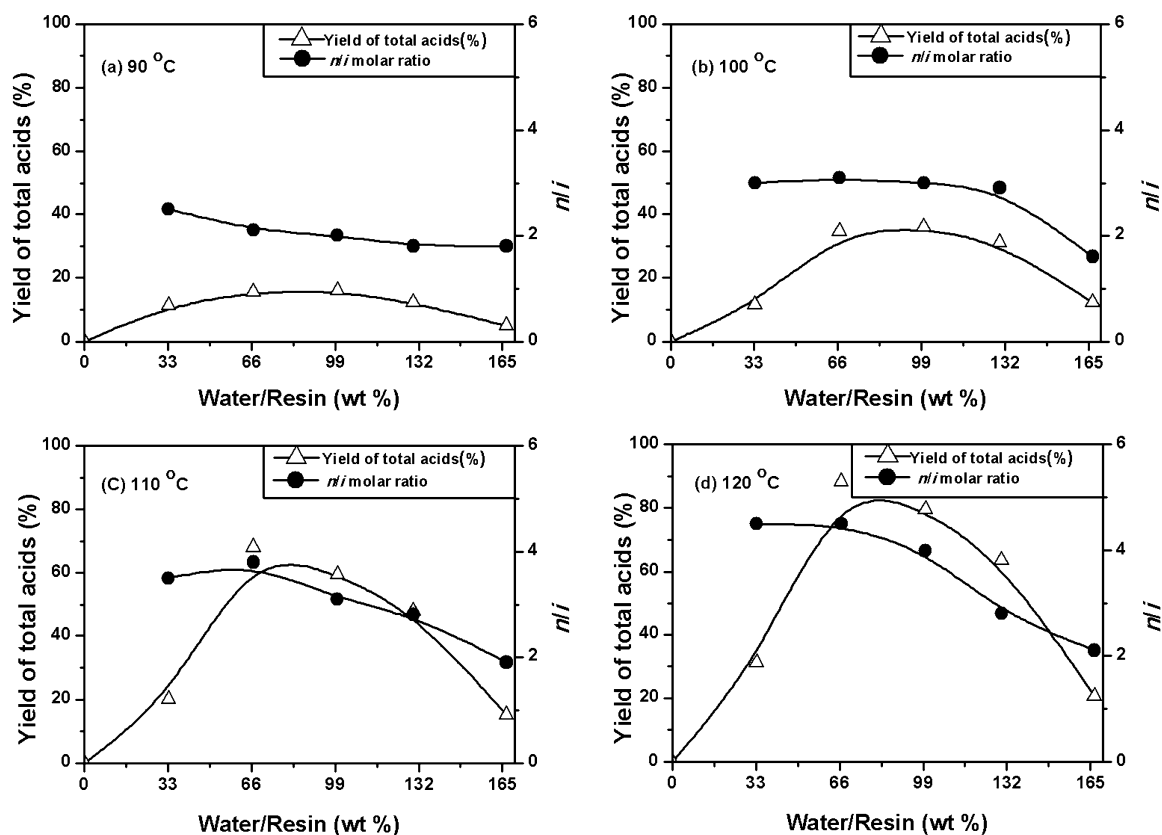 Yield of total acids(%)
n/i molar ratio
(a) 90 °C
100
80
60
40
20
0
Yield of total acids (%)
6
4
2
0
n/i
0 33 66 99 132 165
Water/Resin (wt %)
Yield of total acids(%)
n/i molar ratio
(b) 100 °C
100
80
60
40
20
0
Yield of total acids (%)
6
4
2
0
n/i
0 33 66 99 132 165
Water/Resin (wt %)
Yield of total acids(%)
n/i molar ratio
(C) 110 °C
100
80
60
40
20
0
Yield of total acids (%)
6
4
2
0
n/i
0 33 66 99 132 165
Water/Resin (wt %)
Yield of total acids(%)
n/i molar ratio
(d) 120 °C
100
80
60
40
20
0
Yield of total acids (%)
6
4
2
0
n/i
0 33 66 99 132 165
Water/Resin (wt %)